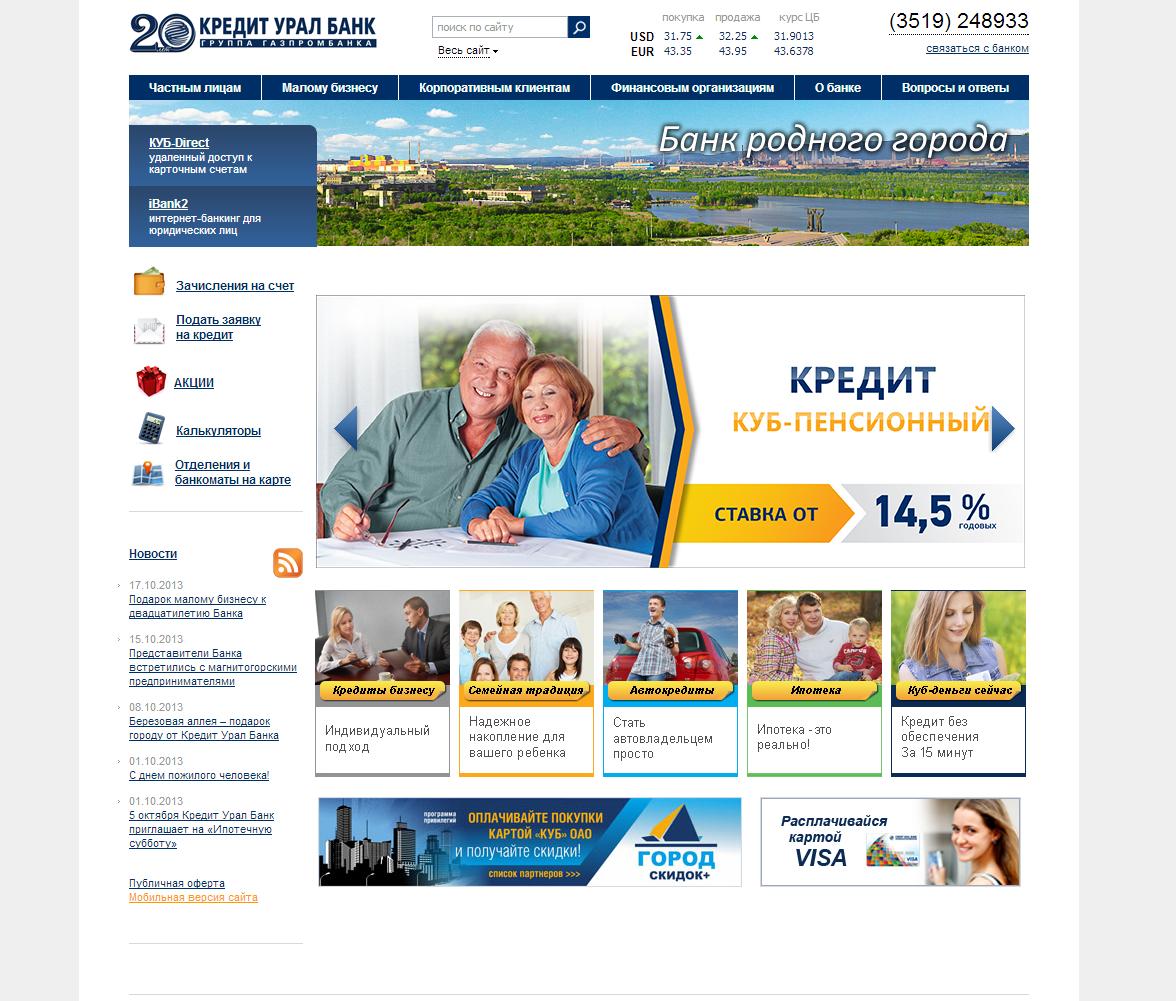 20 лет
КРЕДИТ УРАЛ БАНК
ГРУППА ГАЗПРОМБАНКА
поиск по сайту
Весь сайт
покупка продажа курс ЦБ
USD 31.75 32.25 31.9013
EUR 43.35 43.95 43.6378
(3519) 248933
связаться с банком
Частным лицам Малому бизнесу Корпоративным клиентам Финансовым организациям О банке Вопросы и ответы
Банк родного города
КУБ-Direct
удаленный доступ к
карточным счетам
iBank2
интернет-банкинг для
юридических лиц
Зачисления на счет
Подать заявку
на кредит
АКЦИИ
Калькуляторы
Отделения и
банкоматы на карте
КРЕДИТ
КУБ-ПЕНСИОННЫЙ
СТАВКА ОТ 14,5 % годовых
Новости
17.10.2013
Подарок малому бизнесу к
двадцатилетию Банка
15.10.2013
Представители Банка
встретились с магнитогорскими
предпринимателями
08.10.2013
Березовая аллея – подарок
городу от Кредит Урал Банка
01.10.2013
С днем пожилого человека!
01.10.2013
5 октября Кредит Урал Банк
приглашает на «Ипотечную
субботу»
Публичная оферта
Мобильная версия сайта
Кредиты бизнесу
Индивидуальный
подход
Семейная традиция
Надежное
накопление для
вашего ребенка
Автокредиты
Стать
автовладельцем
просто
Ипотека
Ипотека - это
реально!
Куб-деньги сейчас
Кредит без
обеспечения
За 15 минут
программа
привилегий
ОПЛАЧИВАЙТЕ ПОКУПКИ
КАРТОЙ «КУБ» ОАО
и получайте скидки!
список партнеров >>>
ГОРОД
СКИДОК+
Расплачивайся
картой
VISA